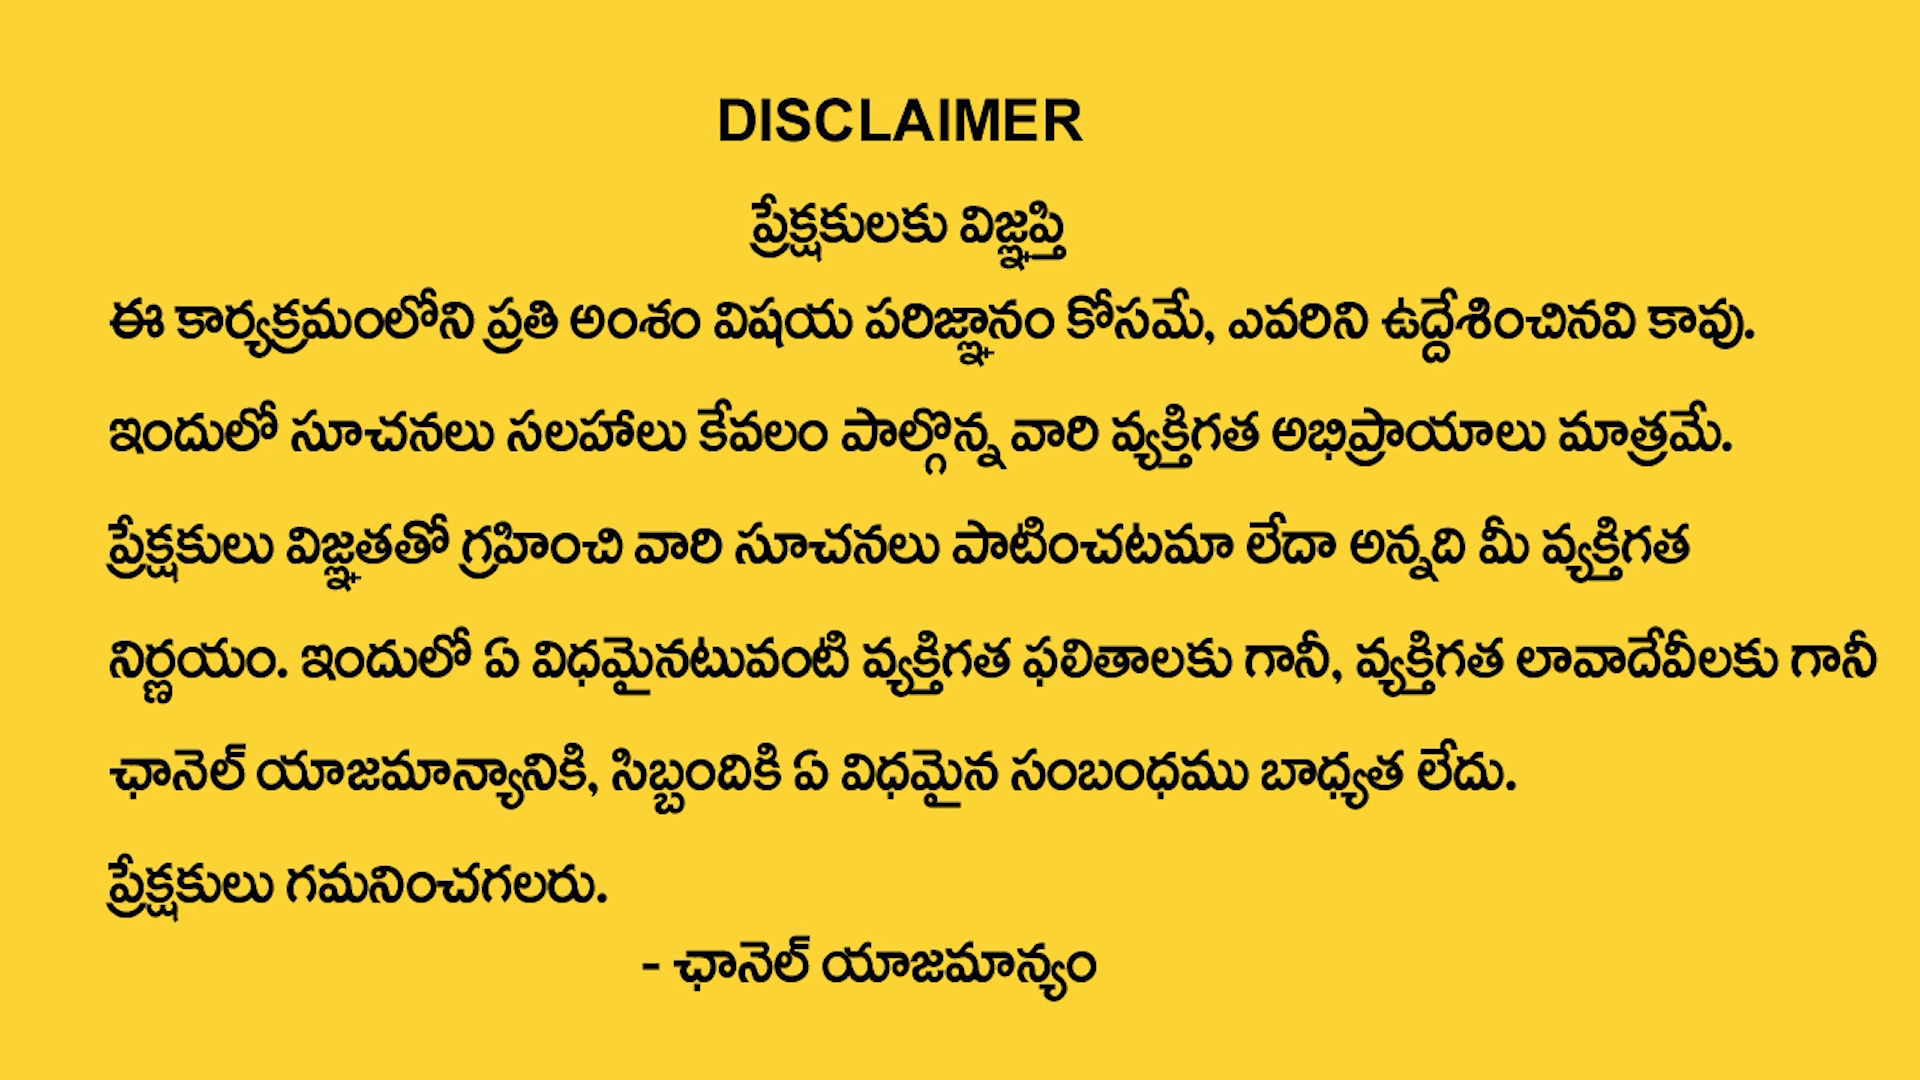 DISCLAIMER
ప్రేక్షకులకు విజ్ఞప్తి
ఈ కార్యక్రమంలోని ప్రతి అంశం విషయ పరిజ్ఞానం కోసమే, ఎవరిని ఉద్దేశించినవి కావు.
ఇందులో సూచనలు సలహాలు కేవలం పాల్గొన్న వారి వ్యక్తిగత అభిప్రాయాలు మాత్రమే.
ప్రేక్షకులు విజ్ఞతతో గ్రహించి వారి సూచనలు పాటించటమా లేదా అన్నది మీ వ్యక్తిగత
నిర్ణయం. ఇందులో ఏ విధమైనటువంటి వ్యక్తిగత ఫలితాలకు గానీ, వ్యక్తిగత లావాదేవీలకు గానీ
ఛానెల్ యాజమాన్యానికి, సిబ్బందికి ఏ విధమైన సంబంధము బాధ్యత లేదు.
ప్రేక్షకులు గమనించగలరు.
- ఛానెల్ యాజమాన్యం